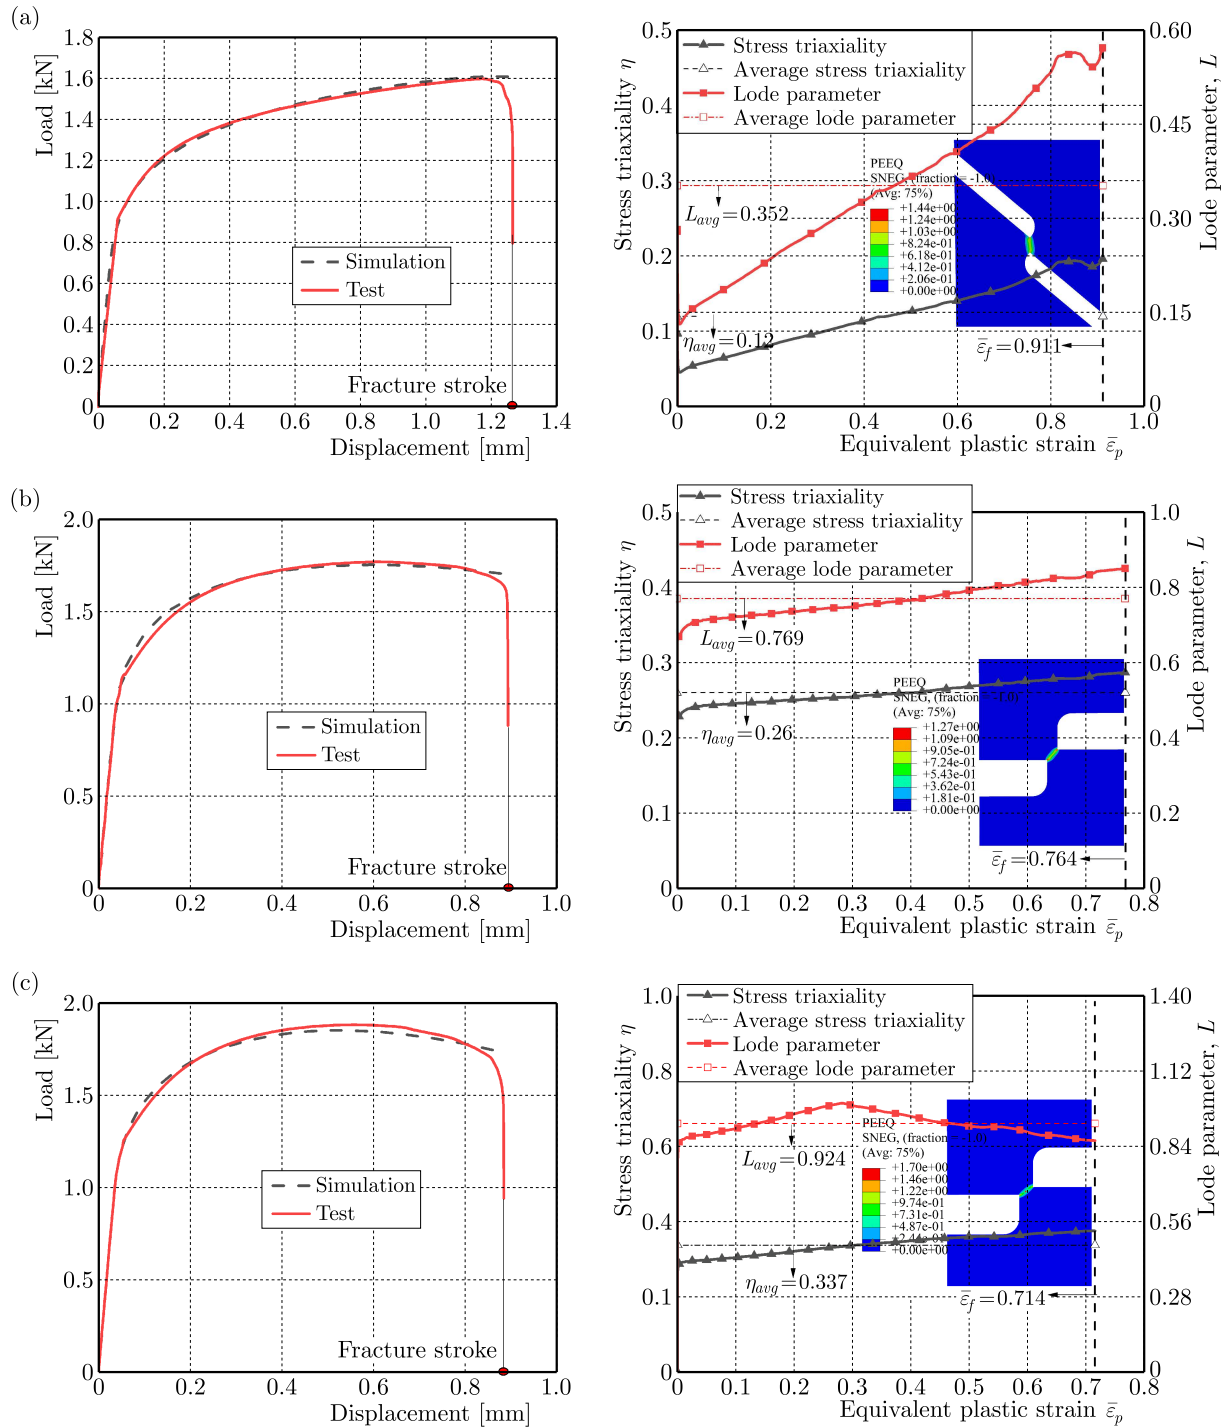 (a)
1.8
1.6
1.4
1.2
1.0
0.8
0.6
0.4
0.2
0
Load [kN]
Simulation
Test
Fracture stroke
0 0.2 0.4 0.6 0.8 1.0 1.2 1.4
Displacement [mm]
Stress triaxiality
Average stress triaxiality
Lode parameter
Average lode parameter
0.5
0.4
0.3
0.2
0.1
0
Stress triaxiality η
0.60
0.45
0.30
0.15
0
Lode parameter, L
PEEQ
SNEG, (fraction = -1.0)
(Avg: 75%)
+1.44e+00
+1.24e+00
+1.03e+00
+8.24e-01
+6.18e-01
+4.12e-01
+2.06e-01
+0.00e+00
L_avg=0.352
η_avg=0.12
ε̄_f=0.911
0 0.2 0.4 0.6 0.8 1.0
Equivalent plastic strain ε̄_p
(b)
2.0
1.5
1.0
0.5
0
Load [kN]
Simulation
Test
Fracture stroke
0 0.2 0.4 0.6 0.8 1.0
Displacement [mm]
Stress triaxiality
Average stress triaxiality
Lode parameter
Average lode parameter
0.5
0.4
0.3
0.2
0.1
0
Stress triaxiality η
1.0
0.8
0.6
0.4
0.2
0
Lode parameter, L
L_avg=0.769
PEEQ
SNEG, (fraction = -1.0)
(Avg: 75%)
+1.27e+00
+1.09e+00
+9.05e-01
+7.24e-01
+5.43e-01
+3.62e-01
+1.81e-01
+0.00e+00
η_avg=0.26
ε̄_f=0.764
0 0.1 0.2 0.3 0.4 0.5 0.6 0.7 0.8
Equivalent plastic strain ε̄_p
(c)
2.0
1.5
1.0
0.5
0
Load [kN]
Simulation
Test
Fracture stroke
0 0.2 0.4 0.6 0.8 1.0
Displacement [mm]
Stress triaxiality
Average stress triaxiality
Lode parameter
Average lode parameter
1.0
0.8
0.7
0.6
0.4
0.3
0.1
0
Stress triaxiality η
1.40
1.12
0.84
0.56
0.28
0
Lode parameter, L
PEEQ
SNEG, (fraction = -1.0)
(Avg: 75%)
+1.70e+00
+1.46e+00
+1.22e+00
+9.74e-01
+7.31e-01
+4.87e-01
+0.00e+00
L_avg=0.924
η_avg=0.337
ε̄_f=0.714
0 0.1 0.2 0.3 0.4 0.5 0.6 0.7 0.8
Equivalent plastic strain ε̄_p